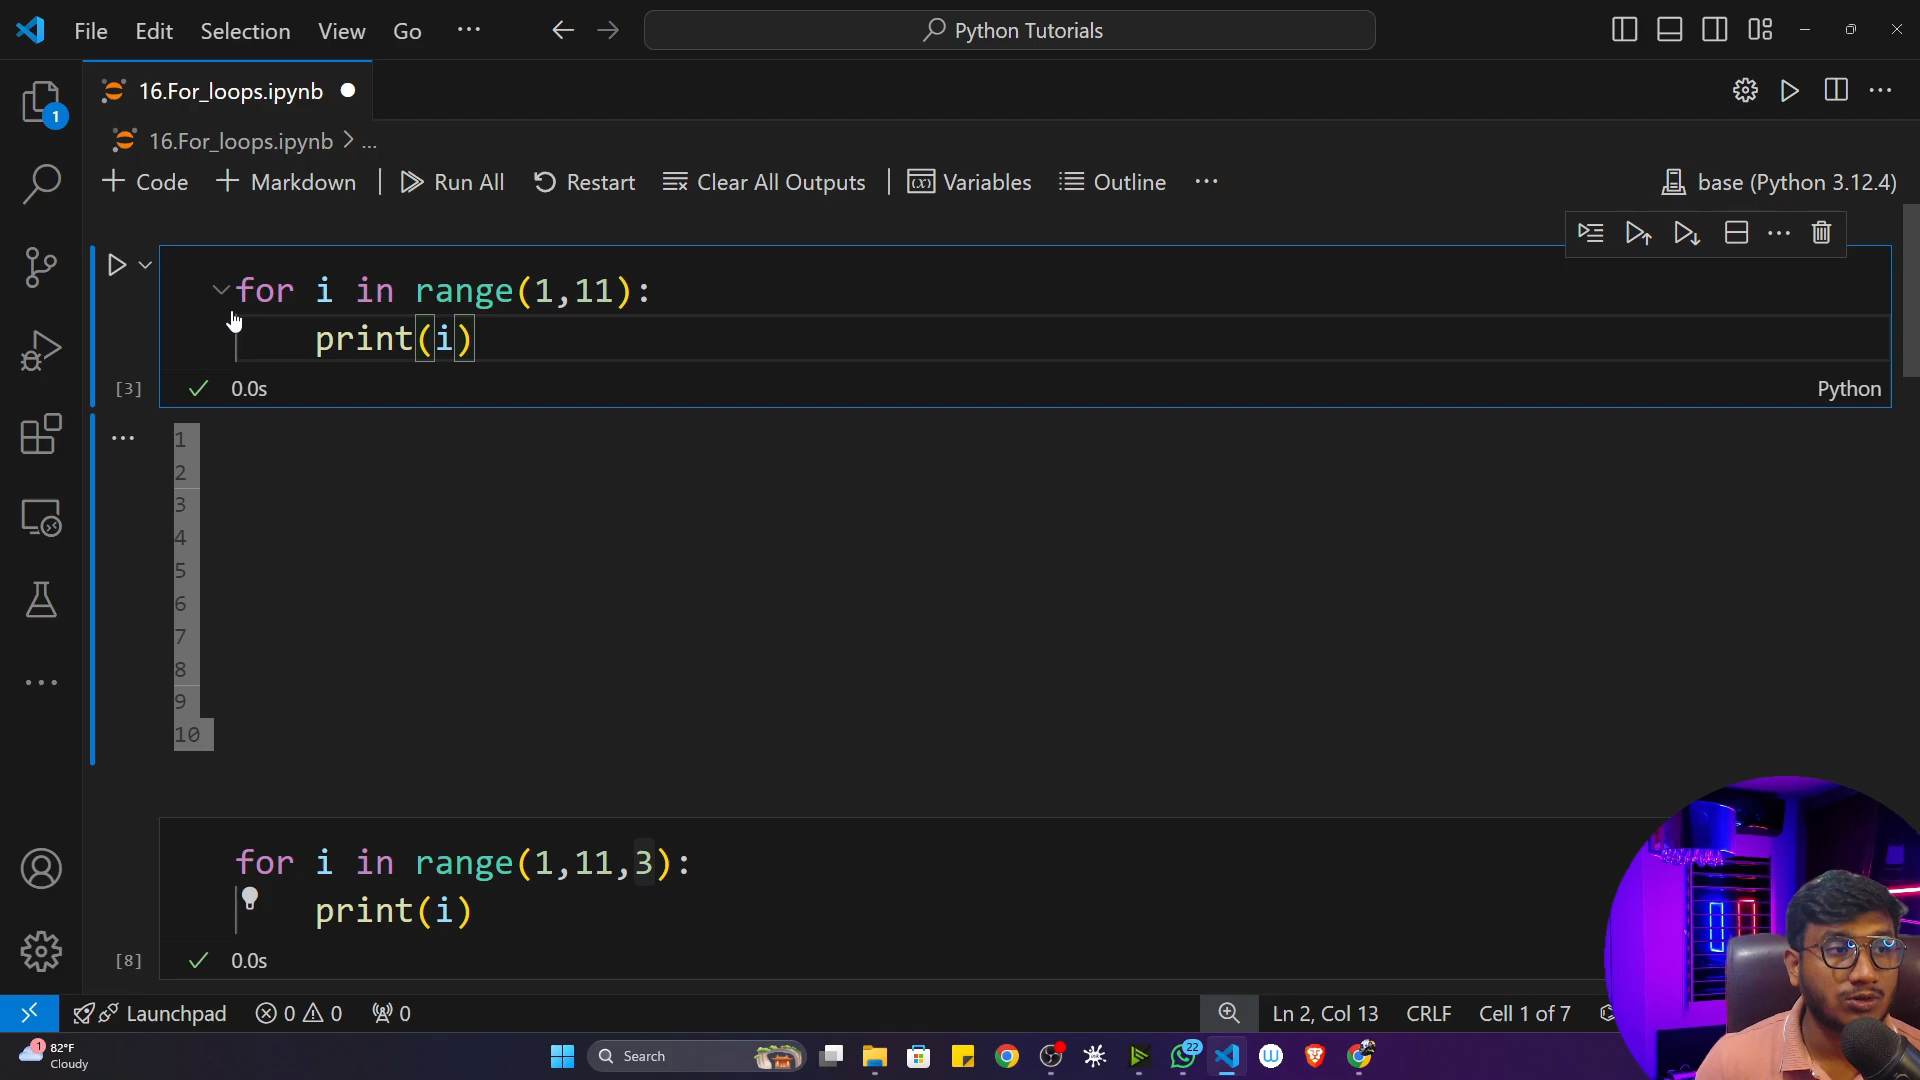 File Edit Selection View Go ... Python Tutorials
16.For_loops.ipynb
1
16.For_loops.ipynb > ...
+ Code + Markdown | Run All Restart Clear All Outputs | Variables Outline ... base (Python 3.12.4)
for i in range(1,11):
print(i)
[3] 0.0s Python
1
2
3
4
5
6
7
8
9
10
for i in range(1,11,3):
print(i)
[8] 0.0s
Launchpad 0 0 0 Ln 2, Col 13 CRLF Cell 1 of 7
1 82°F
Cloudy
Search
22